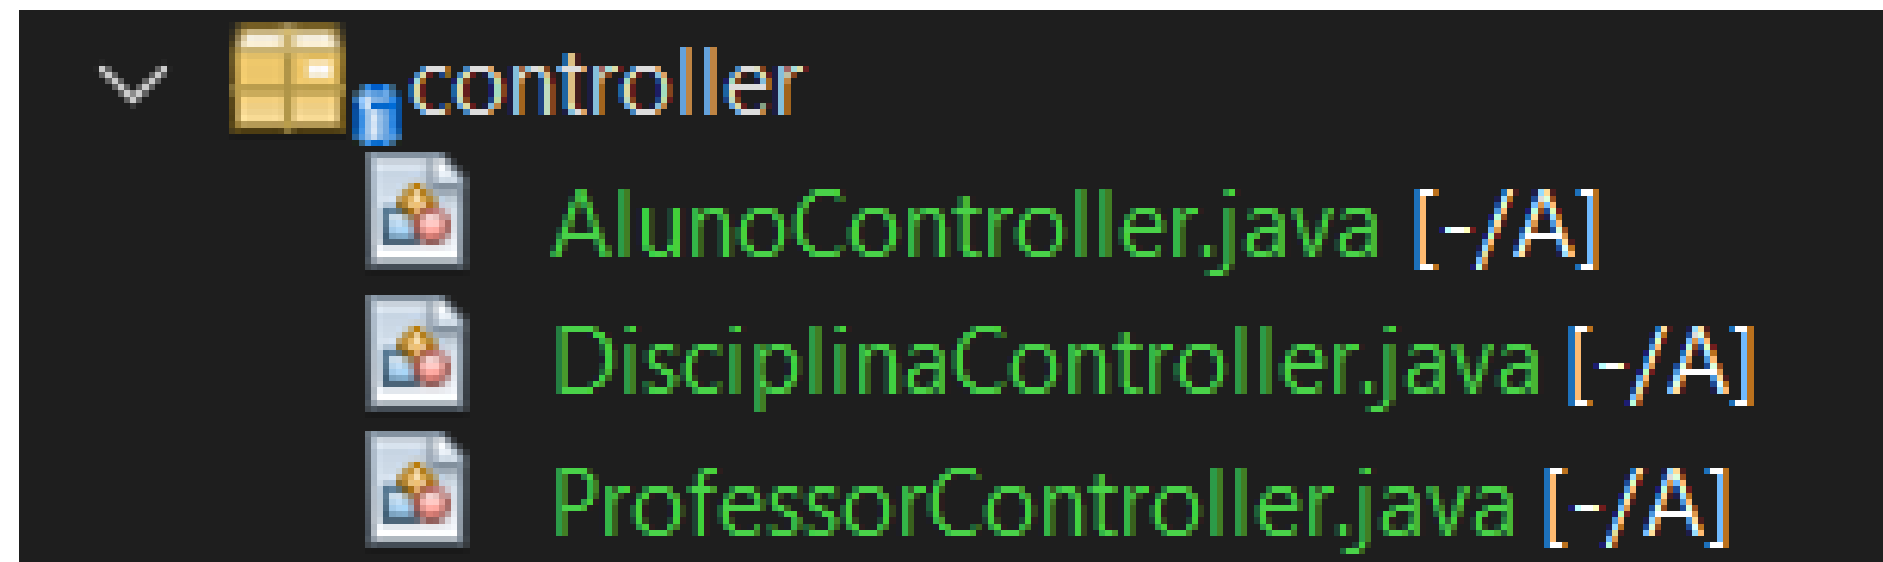 controller
AlunoController.java [-/A]
DisciplinaController.java [-/A]
ProfessorController.java [-/A]